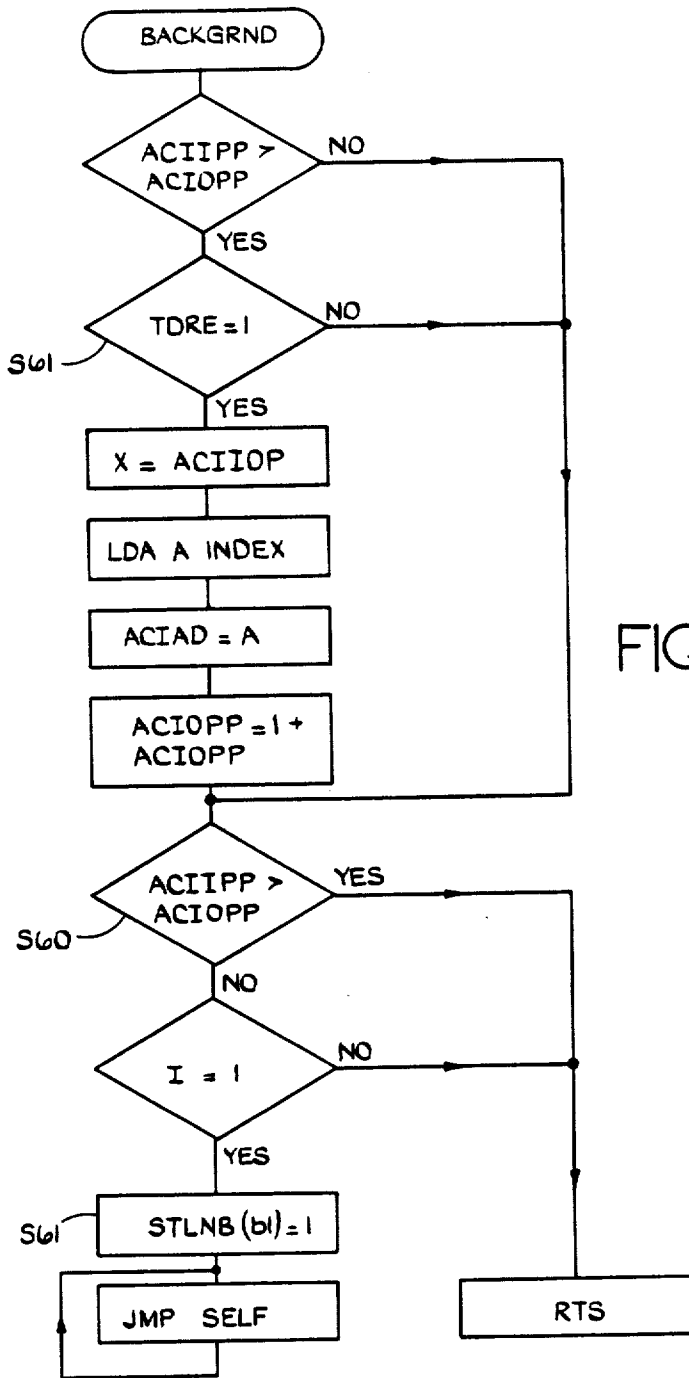 BACKGRND
ACIIPP >
ACIOPP
NO
YES
TDRE = 1
NO
S61
YES
X = ACIIOP
LDA A INDEX
ACIAD = A
FIG
ACIOPP = 1 +
ACIOPP
ACIIPP >
ACIOPP
YES
S60
NO
I = 1
NO
YES
S61
STLNB (b1) = 1
JMP SELF
RTS